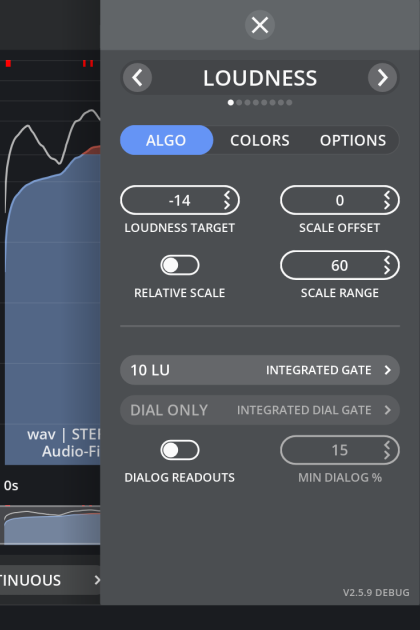 LOUDNESS
ALGO COLORS OPTIONS
-14 0
LOUDNESS TARGET SCALE OFFSET
60
RELATIVE SCALE SCALE RANGE
10 LU INTEGRATED GATE
DIAL ONLY INTEGRATED DIAL GATE
15
DIALOG READOUTS MIN DIALOG %
V2.5.9 DEBUG
wav | STE
Audio-Fi
0s
TINUOUS